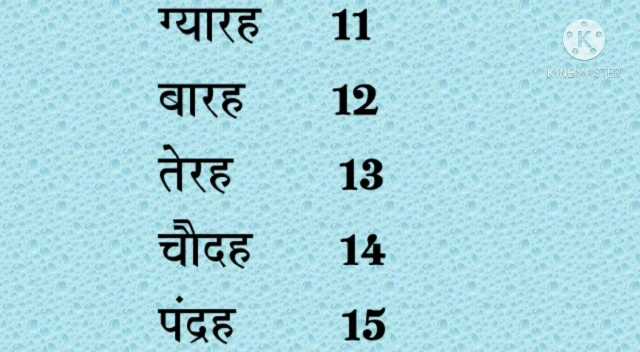 ग्यारह 11
K
KINEMASTER
बारह 12
तेरह 13
चौदह 14
पंद्रह 15